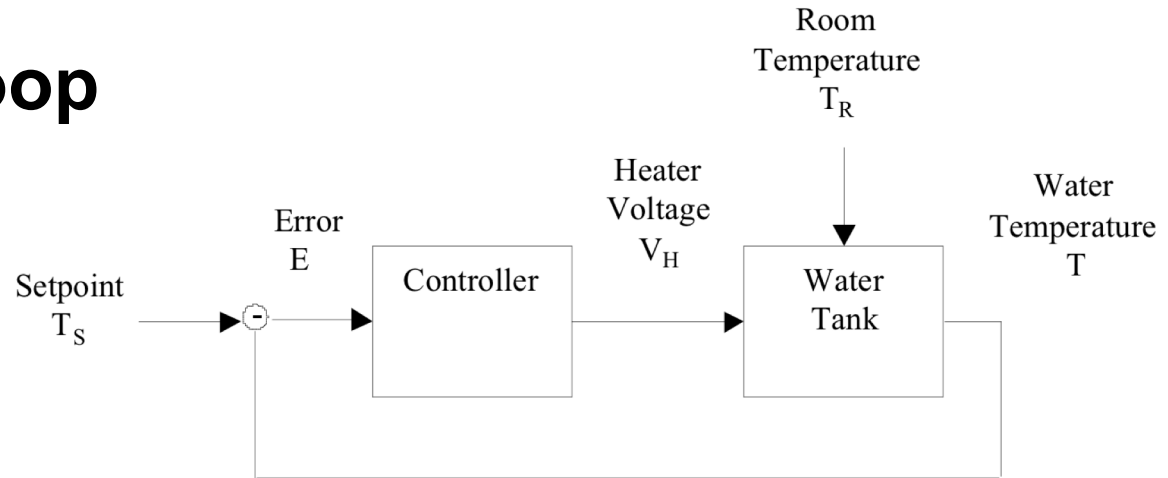 oop
Room
Temperature
T_R
Heater
Voltage
V_H
Water
Temperature
T
Error
E
Setpoint
T_S
-
Controller
Water
Tank